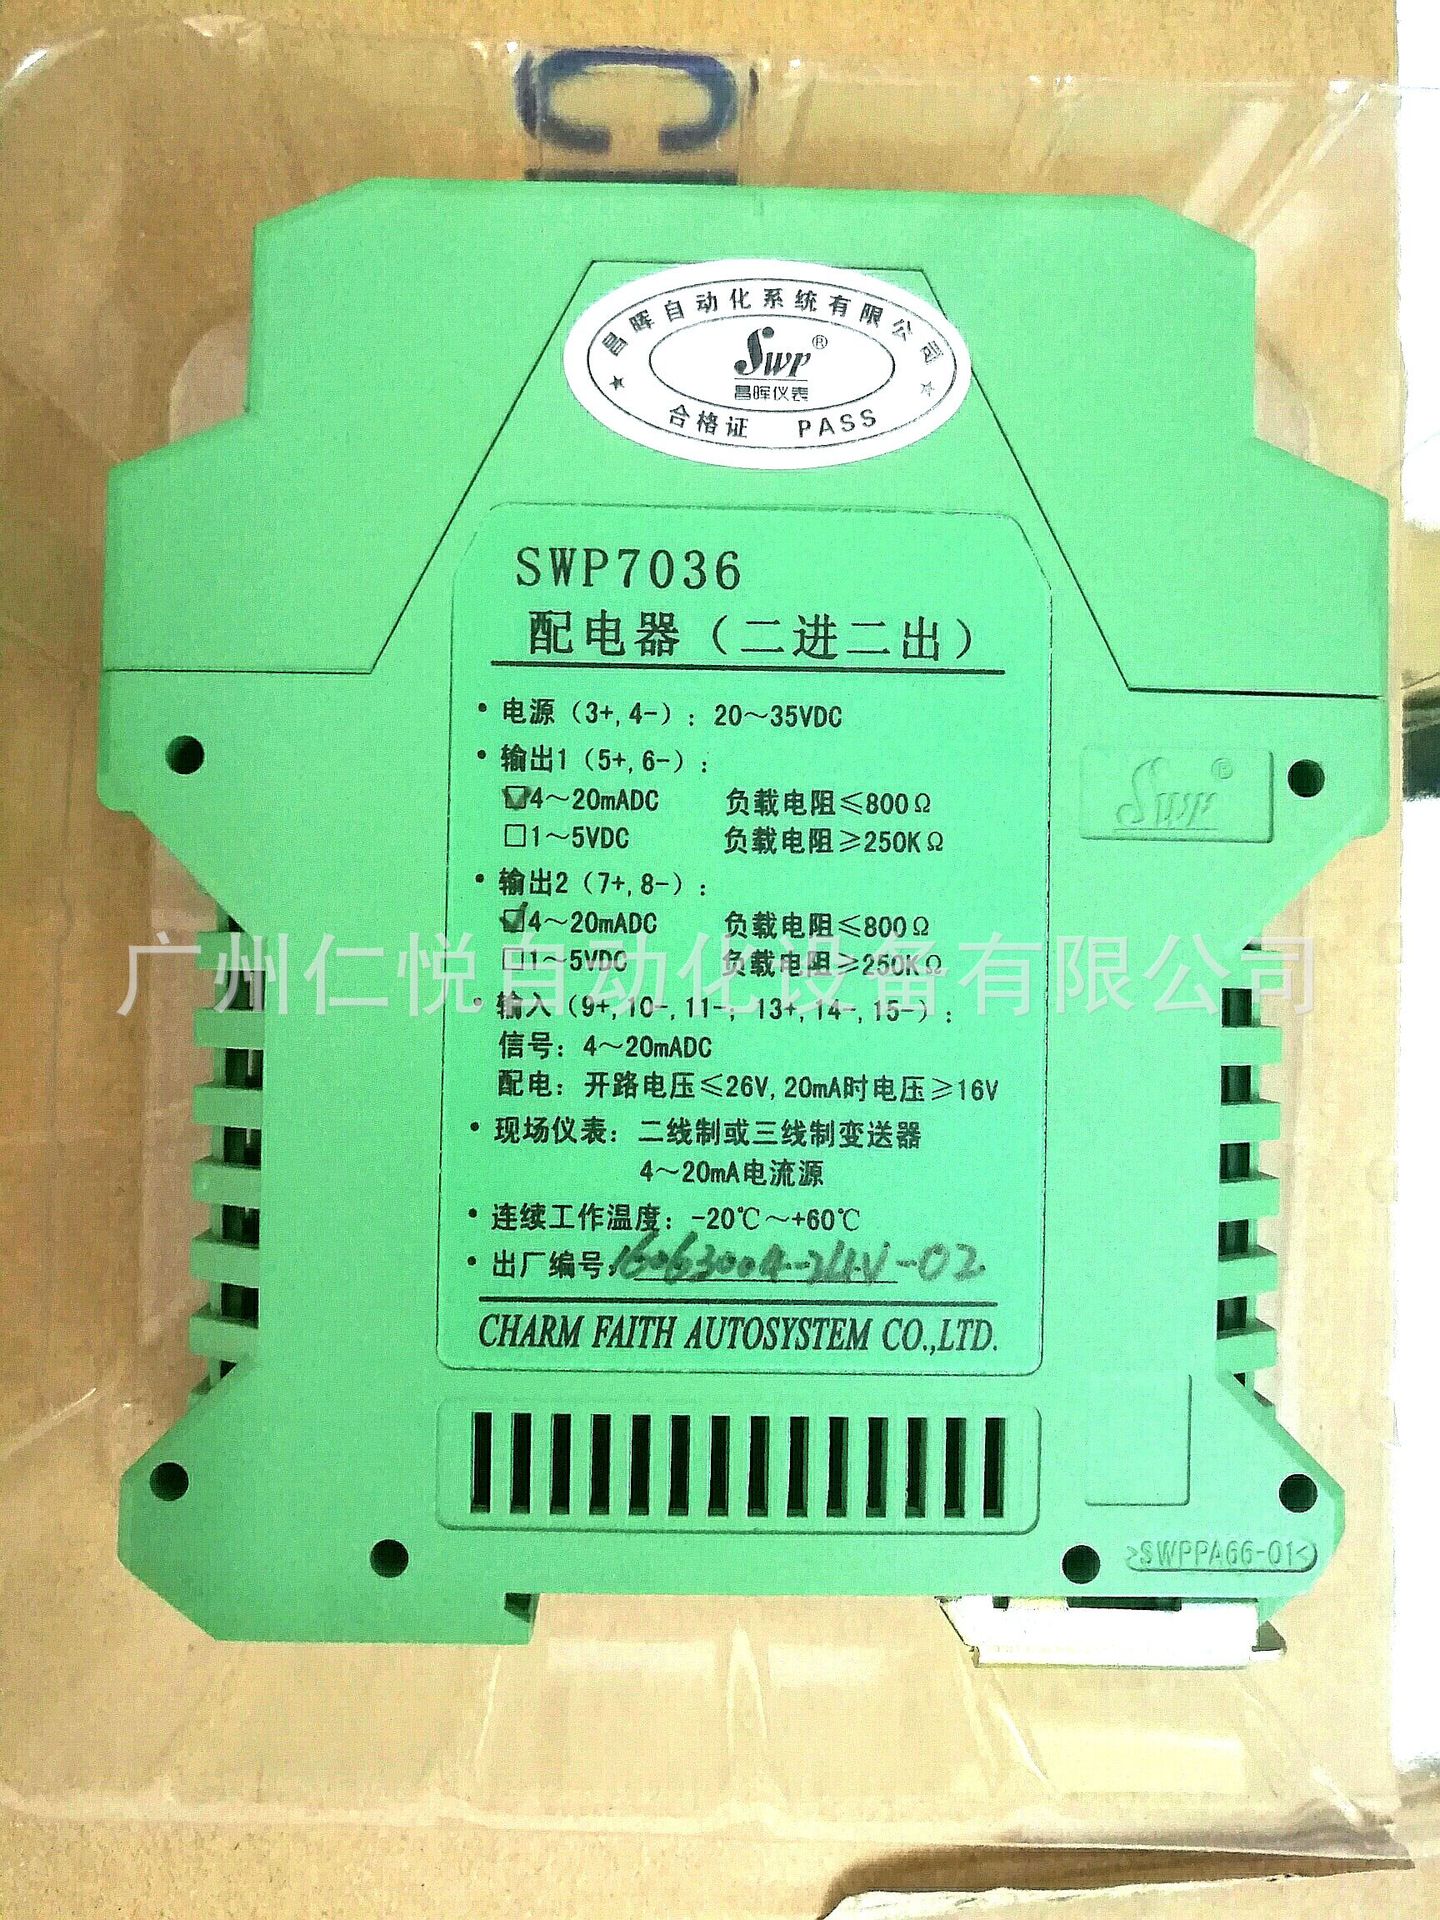 昌晖自动化系统有限公司
Swp®
昌晖仪表
合格证 PASS
SWP7036
配电器（二进二出）
•电源（3+,4-）：20～35VDC
•输出1（5+,6-）：
☑4～20mADC 负载电阻≤800Ω
□1～5VDC 负载电阻≥250KΩ
•输出2（7+,8-）：
☑4～20mADC 负载电阻≤800Ω
□1～5VDC 负载电阻≥250KΩ
广州仁悦自动化设备有限公司
•输入（9+,10-,11-; 13+,14-,15-）：
信号：4～20mADC
配电：开路电压≤26V,20mA时电压≥16V
•现场仪表：二线制或三线制变送器
4～20mA电流源
•连续工作温度：-20℃～+60℃
•出厂编号：16063004-24V-02
CHARM FAITH AUTOSYSTEM CO.,LTD.
Swp®
>SWPPA66-01<